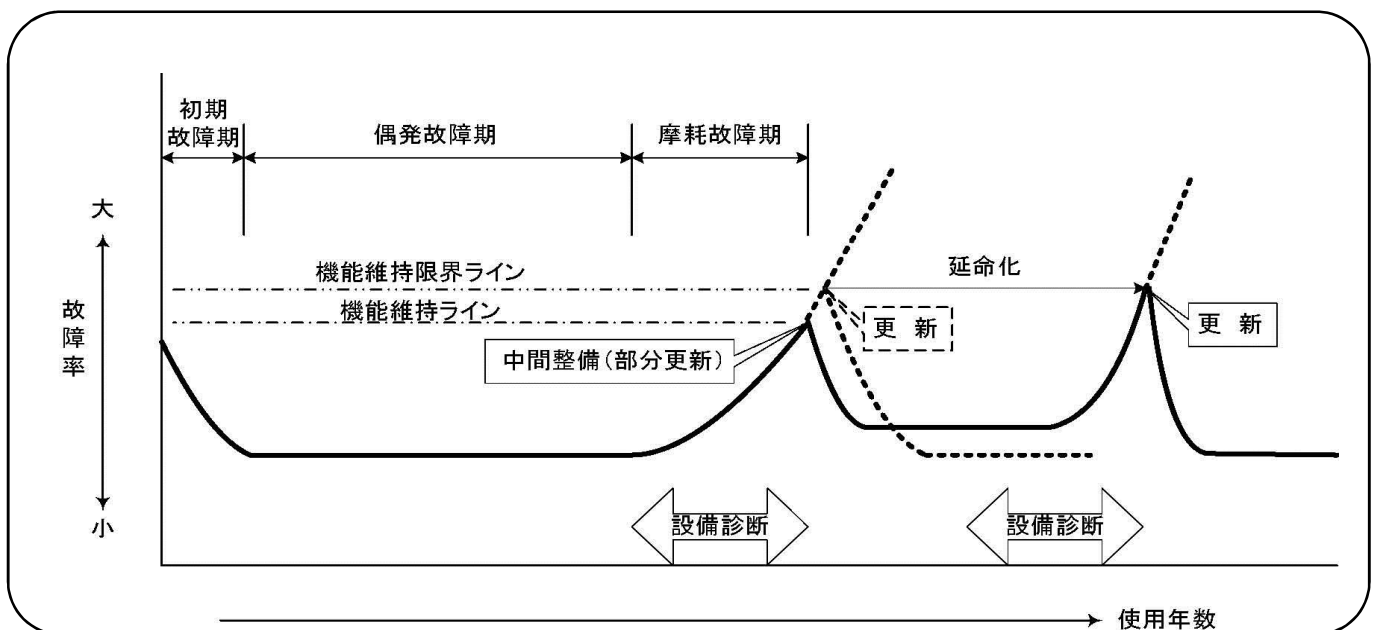 初期
故障期
偶発故障期
摩耗故障期
大
故障率
小
機能維持限界ライン
機能維持ライン
中間整備（部分更新）
延命化
更 新
更 新
設備診断
設備診断
使用年数